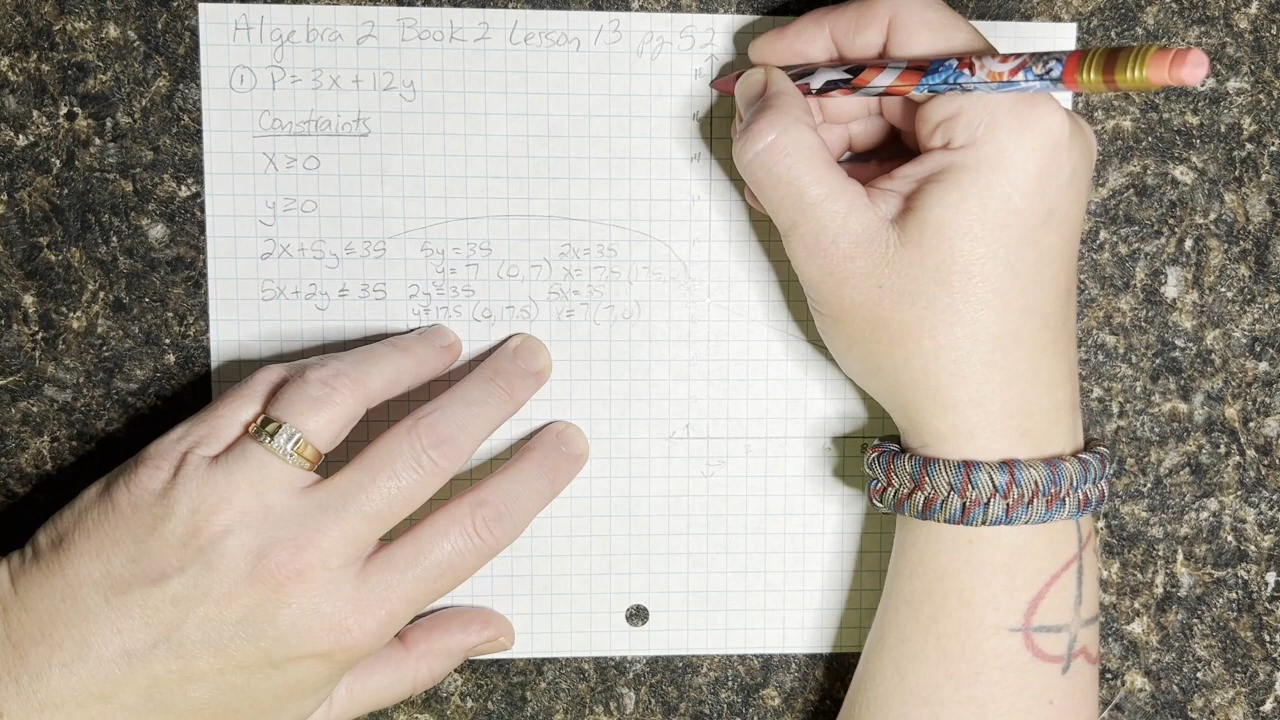 Algebra 2 Book 2 Lesson 13 pg 52
① P = 3x + 12y
Constraints
x ≥ 0
y ≥ 0
2x + 5y ≤ 35 5y = 35 2x = 35
y = 7 (0, 7) x = 17.5 (17.5,
5x + 2y ≤ 35 2y = 35 5x = 35
y = 17.5 (0, 17.5) x = 7 (7, 0)